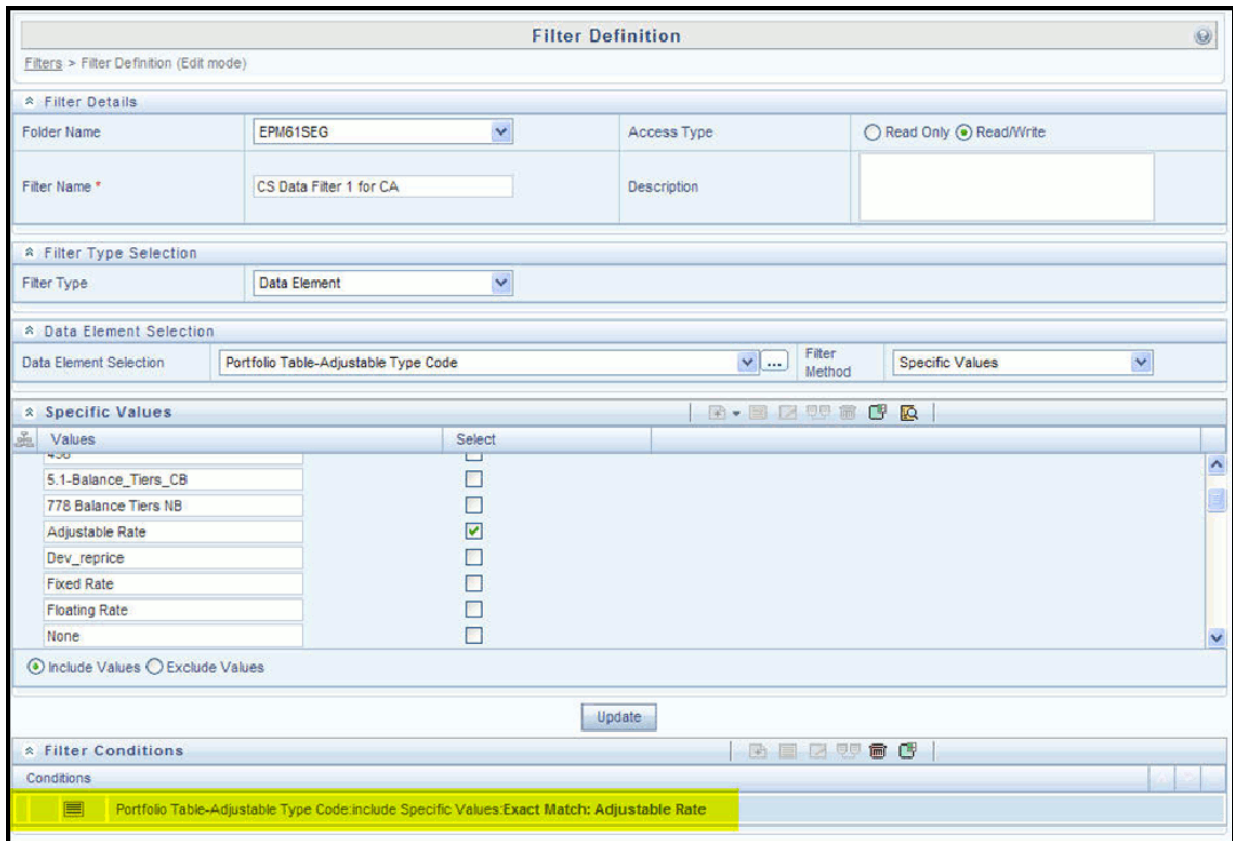 Filter Definition
Filters > Filter Definition (Edit mode)
Filter Details
Folder Name EPM61SEG Access Type Read Only Read/Write
Filter Name * CS Data Filter 1 for CA Description
Filter Type Selection
Filter Type Data Element
Data Element Selection
Data Element Selection Portfolio Table-Adjustable Type Code ... Filter Method Specific Values
Specific Values
Values Select
5.1-Balance_Tiers_CB
778 Balance Tiers NB
Adjustable Rate
Dev_reprice
Fixed Rate
Floating Rate
None
Include Values Exclude Values
Update
Filter Conditions
Conditions
Portfolio Table-Adjustable Type Code:include Specific Values:Exact Match: Adjustable Rate